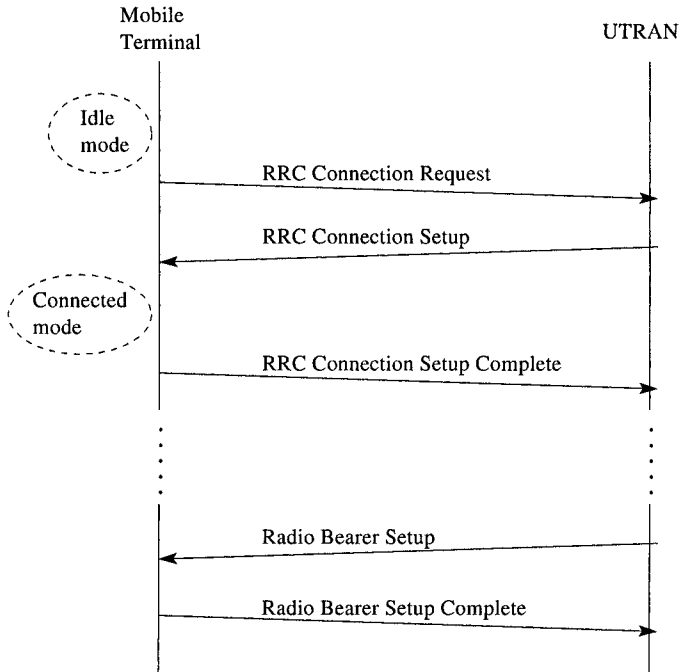 Mobile
Terminal
UTRAN
Idle
mode
RRC Connection Request
RRC Connection Setup
Connected
mode
RRC Connection Setup Complete
Radio Bearer Setup
Radio Bearer Setup Complete